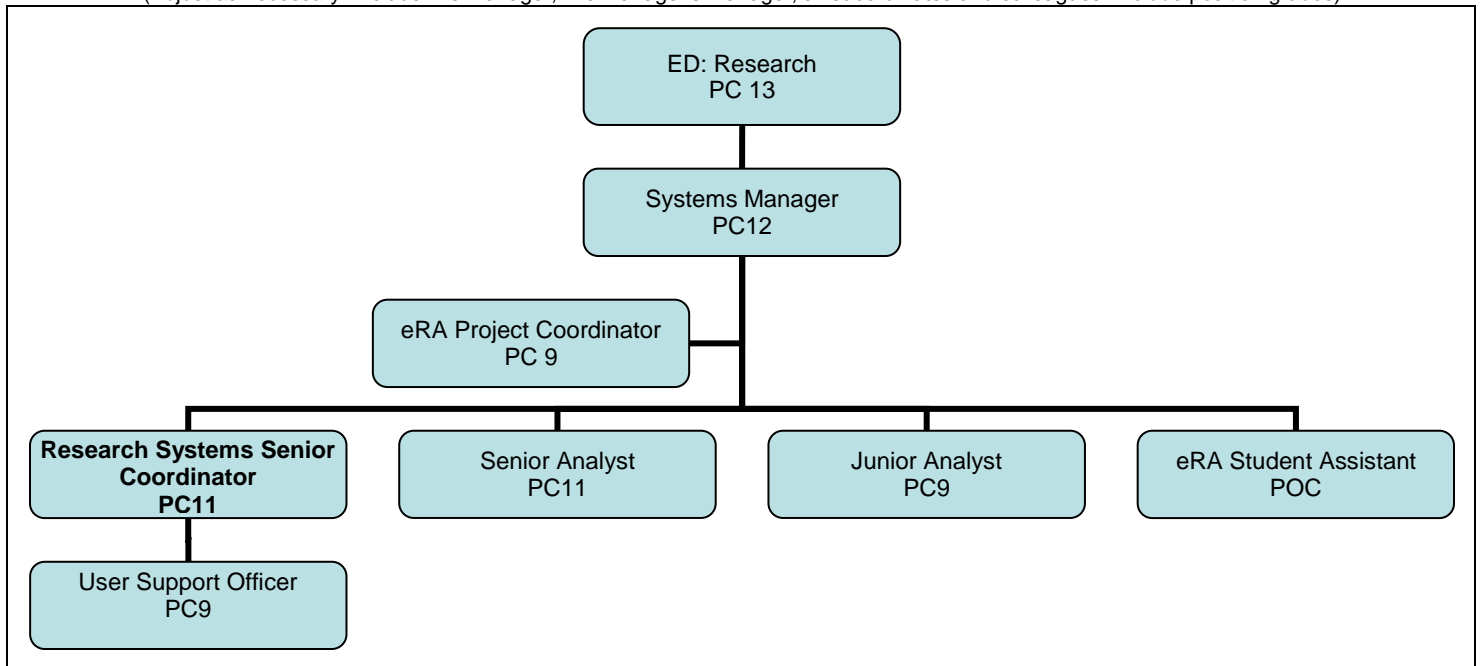 ED: Research
PC 13
Systems Manager
PC12
eRA Project Coordinator
PC 9
Research Systems Senior
Coordinator
PC11
Senior Analyst
PC11
Junior Analyst
PC9
eRA Student Assistant
POC
User Support Officer
PC9